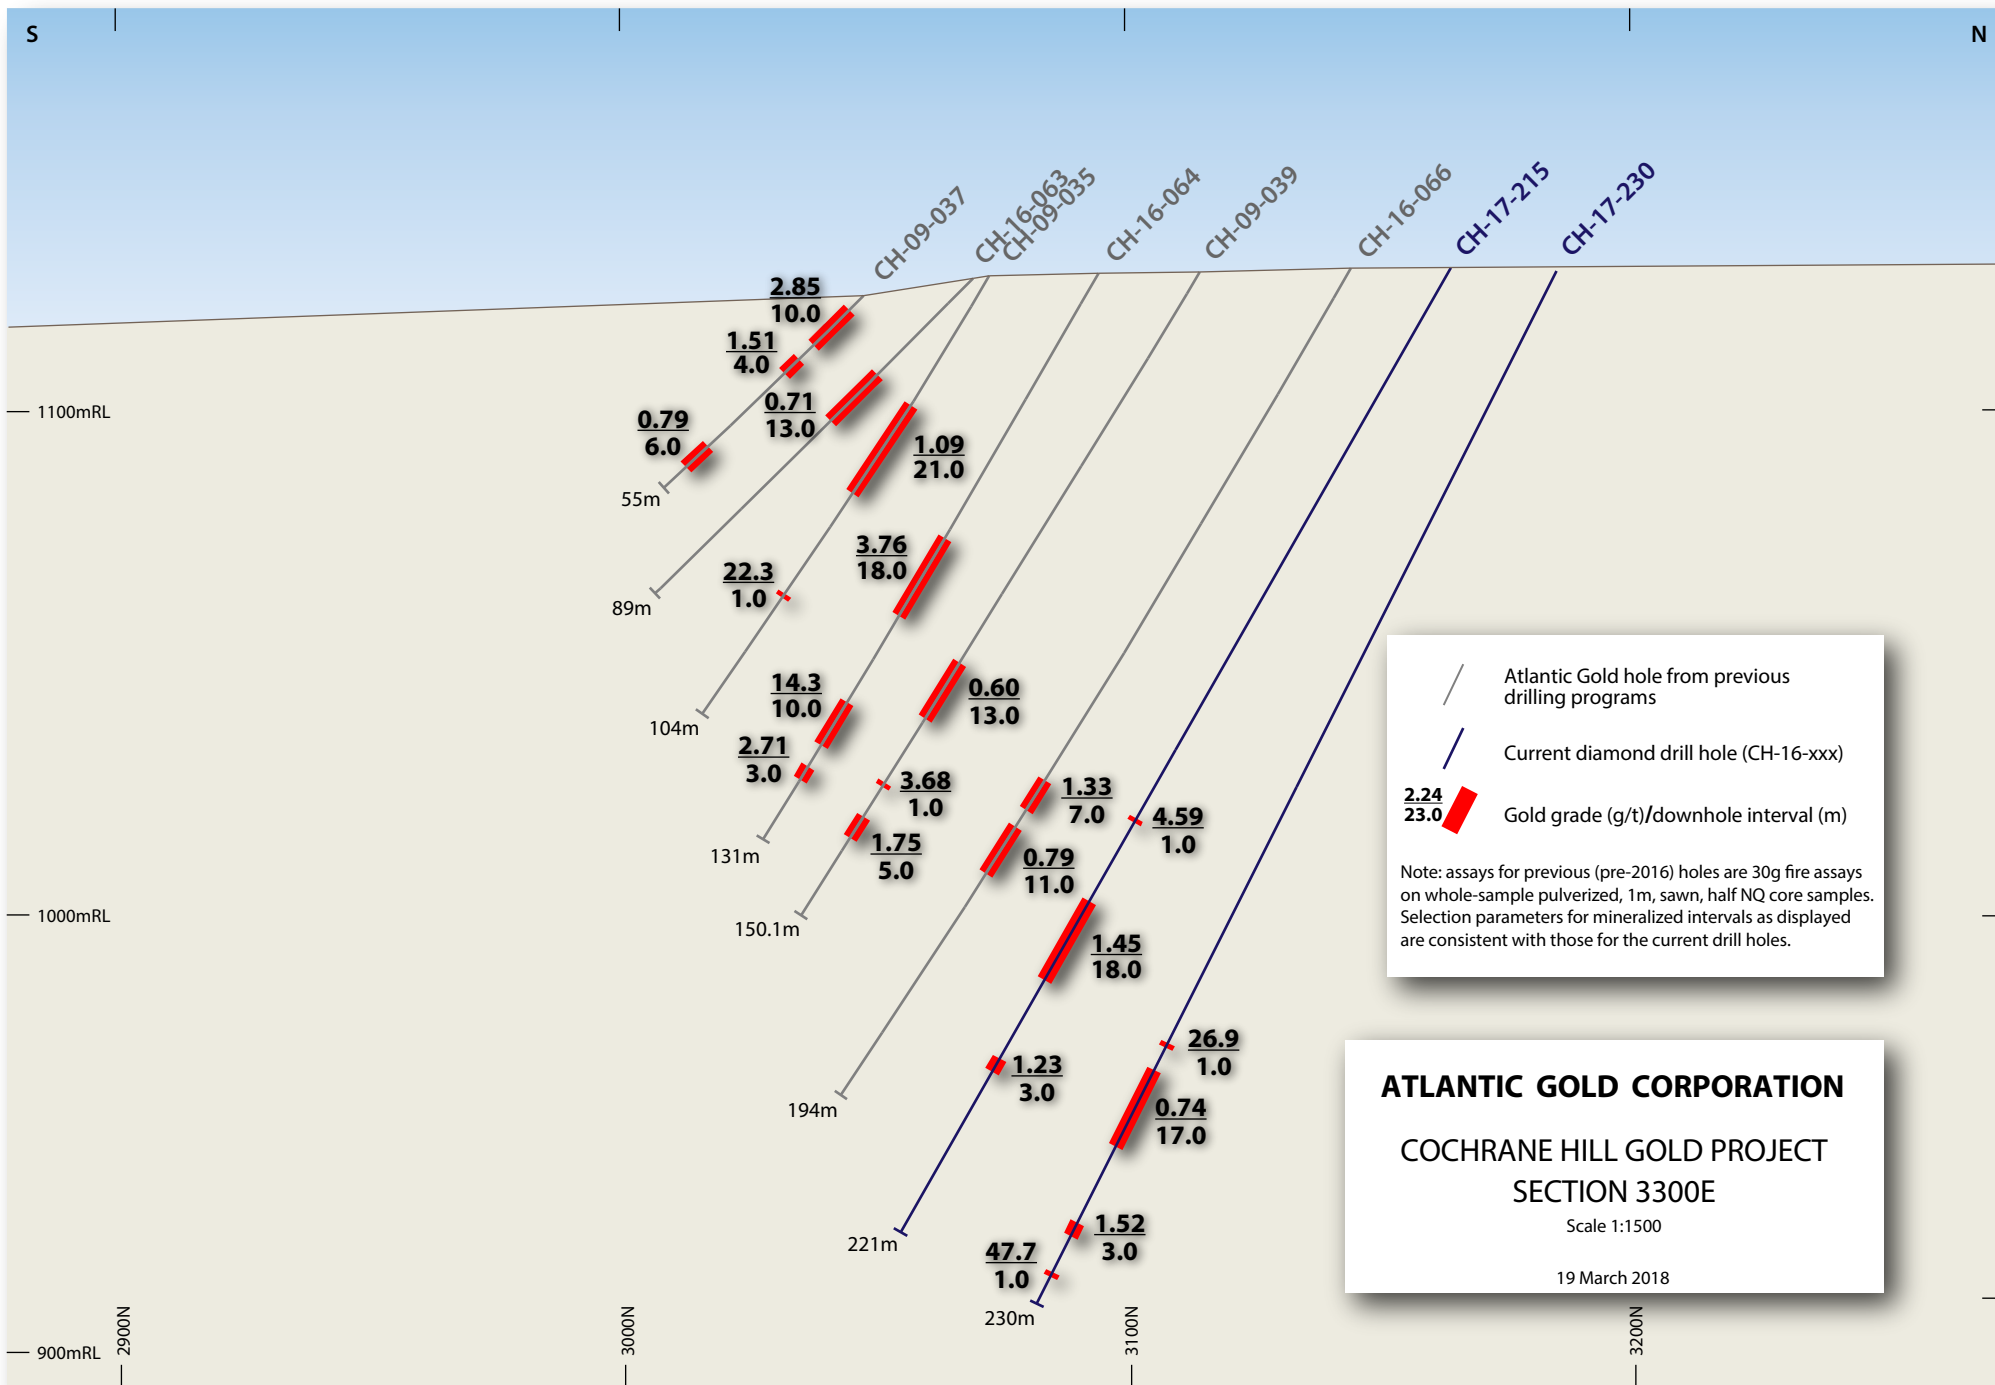 S
N
CH-09-037
CH-16-063
CH-09-035
CH-16-064
CH-09-039
CH-16-066
CH-17-215
CH-17-230
2.85
10.0
1.51
4.0
0.79
6.0
55m
0.71
13.0
89m
1.09
21.0
22.3
1.0
104m
3.76
18.0
14.3
10.0
2.71
3.0
131m
0.60
13.0
3.68
1.0
1.75
5.0
150.1m
1.33
7.0
0.79
11.0
194m
4.59
1.0
1.45
18.0
1.23
3.0
221m
26.9
1.0
0.74
17.0
1.52
3.0
47.7
1.0
230m
1100mRL
1000mRL
900mRL
2900N
3000N
3100N
3200N
Atlantic Gold hole from previous
drilling programs
Current diamond drill hole (CH-16-xxx)
2.24
23.0
Gold grade (g/t)/downhole interval (m)
Note: assays for previous (pre-2016) holes are 30g fire assays
on whole-sample pulverized, 1m, sawn, half NQ core samples.
Selection parameters for mineralized intervals as displayed
are consistent with those for the current drill holes.
ATLANTIC GOLD CORPORATION
COCHRANE HILL GOLD PROJECT
SECTION 3300E
Scale 1:1500
19 March 2018